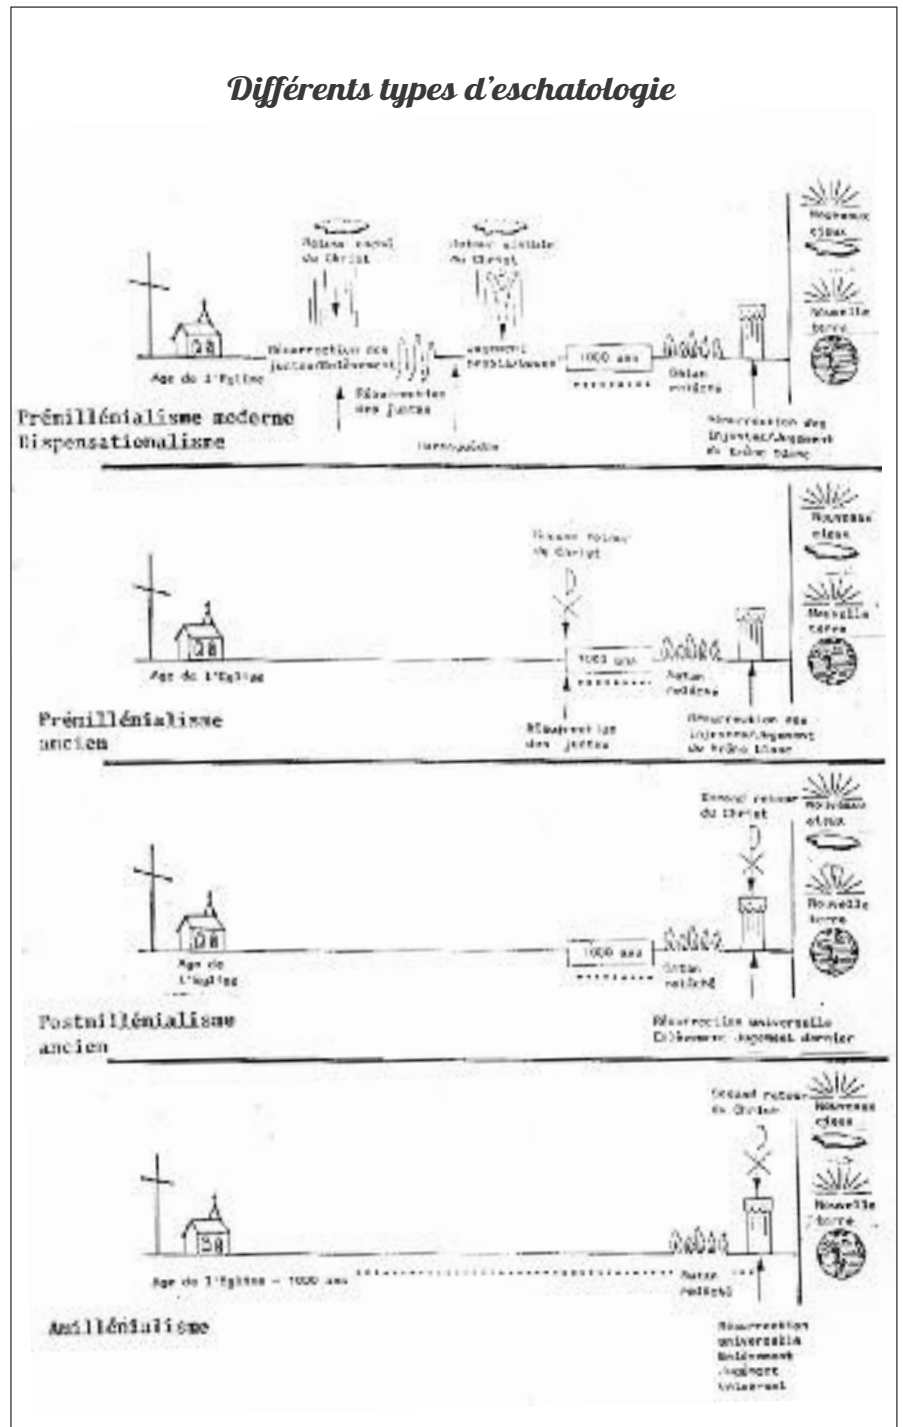 Différents types d'eschatologie
Retour caché
du Christ
Retour visible
du Christ
Nouveaux
cieux
Nouvelle
terre
Age de l'Eglise
Résurrection des
justes/Enlèvement
Jugement
1000 ans
Satan
relâché
Résurrection
des justes
Résurrection des
Injustes/Jugement
du trône blanc
Prémillénialisme moderne
Dispensationalisme
Second retour
du Christ
Nouveaux
cieux
Nouvelle
terre
Age de l'Eglise
1000 ans
Satan
relâché
Résurrection
des justes
Résurrection des
Injustes/Jugement
du trône blanc
Prémillénialisme
ancien
Second retour
du Christ
Nouveaux
cieux
Nouvelle
terre
Age de
l'Eglise
1000 ans
Satan
relâché
Résurrection universelle
Enlèvement Jugement dernier
Postmillénialisme
ancien
Second retour
du Christ
Nouveaux
cieux
Nouvelle
terre
Age de l'Eglise - 1000 ans
Satan
relâché
Résurrection
universelle
Enlèvement
Jugement
Universel
Amillénialisme